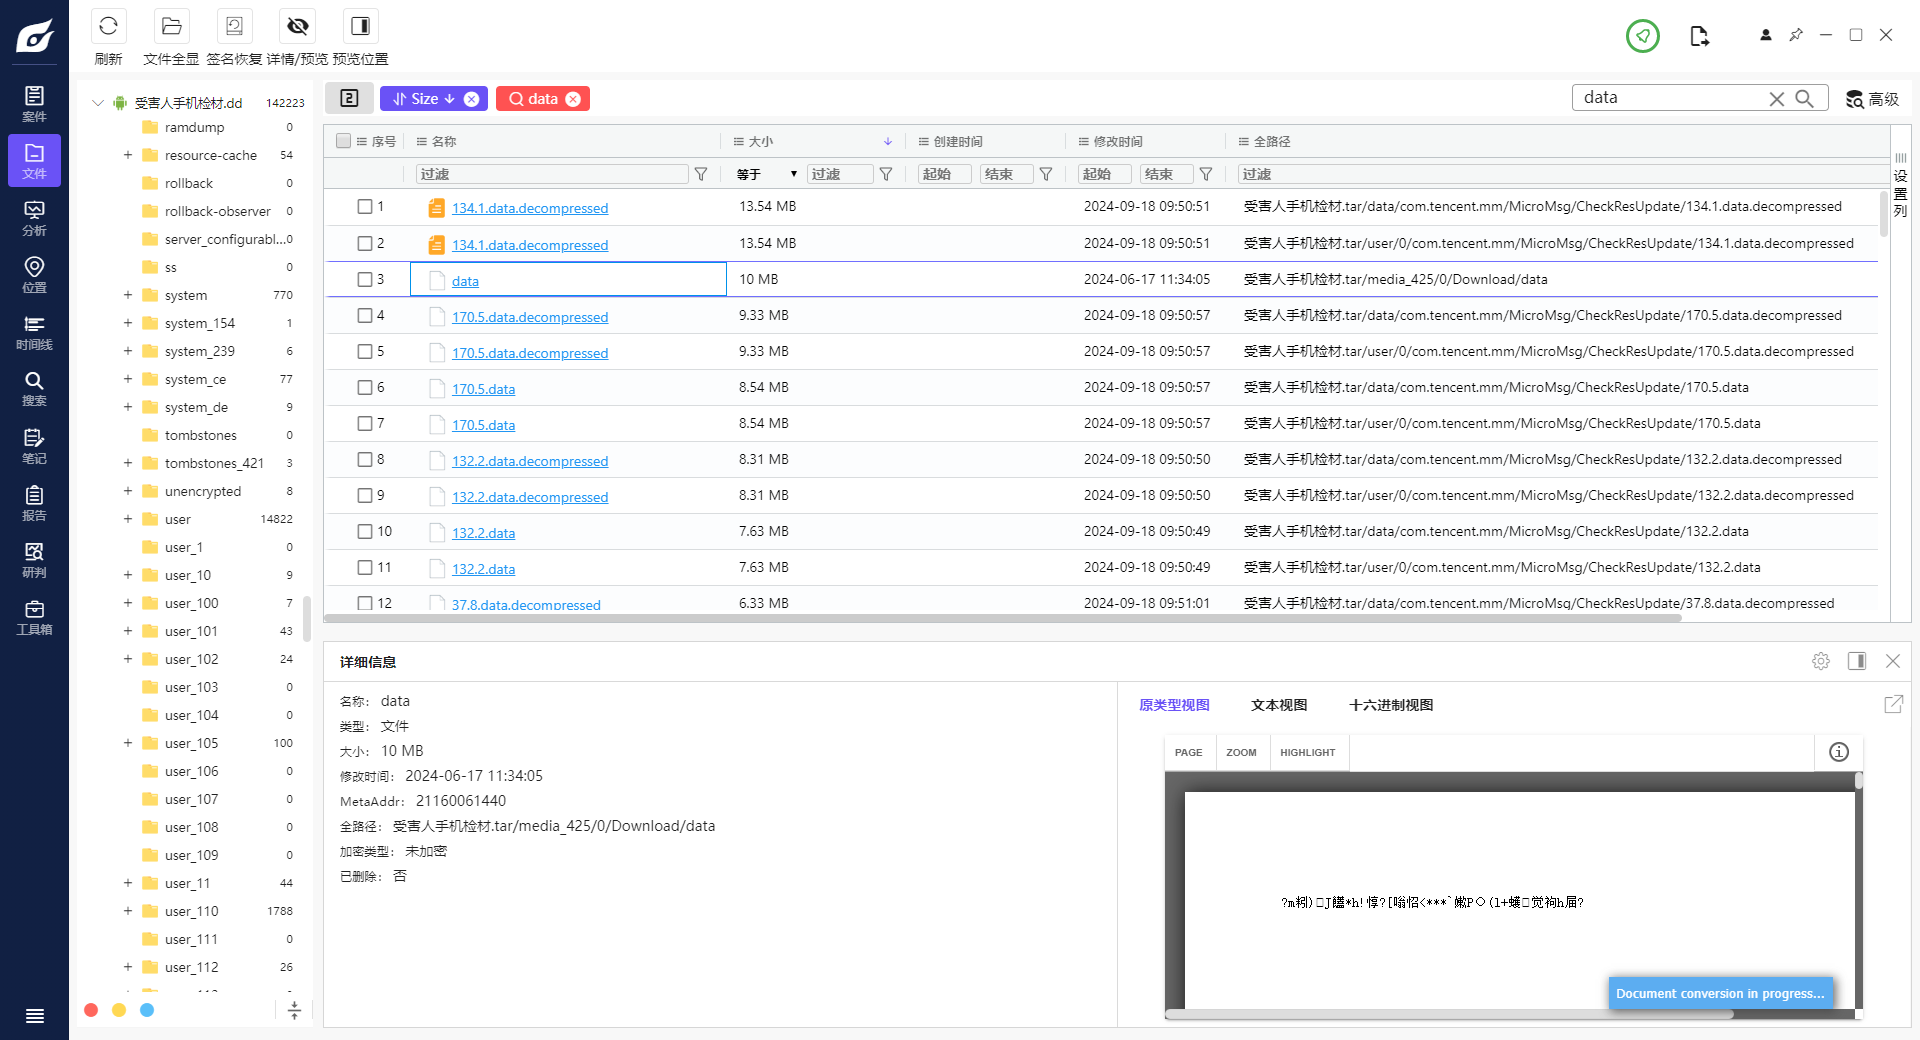 刷新 文件全显 签名恢复 详情/预览 预览位置
案件
文件
分析
位置
时间线
搜索
笔记
报告
研判
工具箱
受害人手机检材.dd 142223
ramdump 0
resource-cache 54
rollback 0
rollback-observer 0
server_configurabl...0
ss 0
system 770
system_154 1
system_239 6
system_ce 77
system_de 9
tombstones 0
tombstones_421 3
unencrypted 8
user 14822
user_1 0
user_10 9
user_100 7
user_101 43
user_102 24
user_103 0
user_104 0
user_105 100
user_106 0
user_107 0
user_108 0
user_109 0
user_11 44
user_110 1788
user_111 0
user_112 26
2 Size data
data 高级
序号 名称 大小 创建时间 修改时间 全路径
过滤 等于 过滤 起始 结束 起始 结束 过滤
设置列
1 134.1.data.decompressed 13.54 MB 2024-09-18 09:50:51 受害人手机检材.tar/data/com.tencent.mm/MicroMsg/CheckResUpdate/134.1.data.decompressed
2 134.1.data.decompressed 13.54 MB 2024-09-18 09:50:51 受害人手机检材.tar/user/0/com.tencent.mm/MicroMsg/CheckResUpdate/134.1.data.decompressed
3 data 10 MB 2024-06-17 11:34:05 受害人手机检材.tar/media_425/0/Download/data
4 170.5.data.decompressed 9.33 MB 2024-09-18 09:50:57 受害人手机检材.tar/data/com.tencent.mm/MicroMsg/CheckResUpdate/170.5.data.decompressed
5 170.5.data.decompressed 9.33 MB 2024-09-18 09:50:57 受害人手机检材.tar/user/0/com.tencent.mm/MicroMsg/CheckResUpdate/170.5.data.decompressed
6 170.5.data 8.54 MB 2024-09-18 09:50:57 受害人手机检材.tar/data/com.tencent.mm/MicroMsg/CheckResUpdate/170.5.data
7 170.5.data 8.54 MB 2024-09-18 09:50:57 受害人手机检材.tar/user/0/com.tencent.mm/MicroMsg/CheckResUpdate/170.5.data
8 132.2.data.decompressed 8.31 MB 2024-09-18 09:50:50 受害人手机检材.tar/data/com.tencent.mm/MicroMsg/CheckResUpdate/132.2.data.decompressed
9 132.2.data.decompressed 8.31 MB 2024-09-18 09:50:50 受害人手机检材.tar/user/0/com.tencent.mm/MicroMsg/CheckResUpdate/132.2.data.decompressed
10 132.2.data 7.63 MB 2024-09-18 09:50:49 受害人手机检材.tar/data/com.tencent.mm/MicroMsg/CheckResUpdate/132.2.data
11 132.2.data 7.63 MB 2024-09-18 09:50:49 受害人手机检材.tar/user/0/com.tencent.mm/MicroMsg/CheckResUpdate/132.2.data
12 37.8.data.decompressed 6.33 MB 2024-09-18 09:51:01 受害人手机检材.tar/data/com.tencent.mm/MicroMsg/CheckResUpdate/37.8.data.decompressed
详细信息
名称: data
类型: 文件
大小: 10 MB
修改时间: 2024-06-17 11:34:05
MetaAddr: 21160061440
全路径: 受害人手机检材.tar/media_425/0/Download/data
加密类型: 未加密
已删除: 否
原类型视图 文本视图 十六进制视图
PAGE ZOOM HIGHLIGHT
Document conversion in progress...